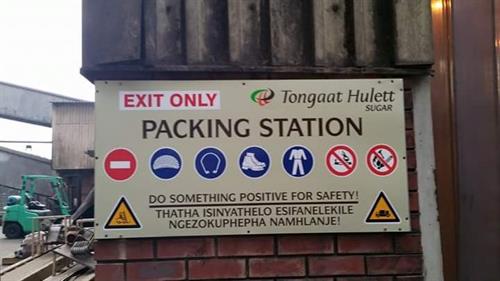 EXIT ONLY
Tongaat Hulett
SUGAR
PACKING STATION
DO SOMETHING POSITIVE FOR SAFETY!
THATHA ISINYATHELO ESIFANELEKILE
NGEZOKUPHEPHA NAMHLANJE!